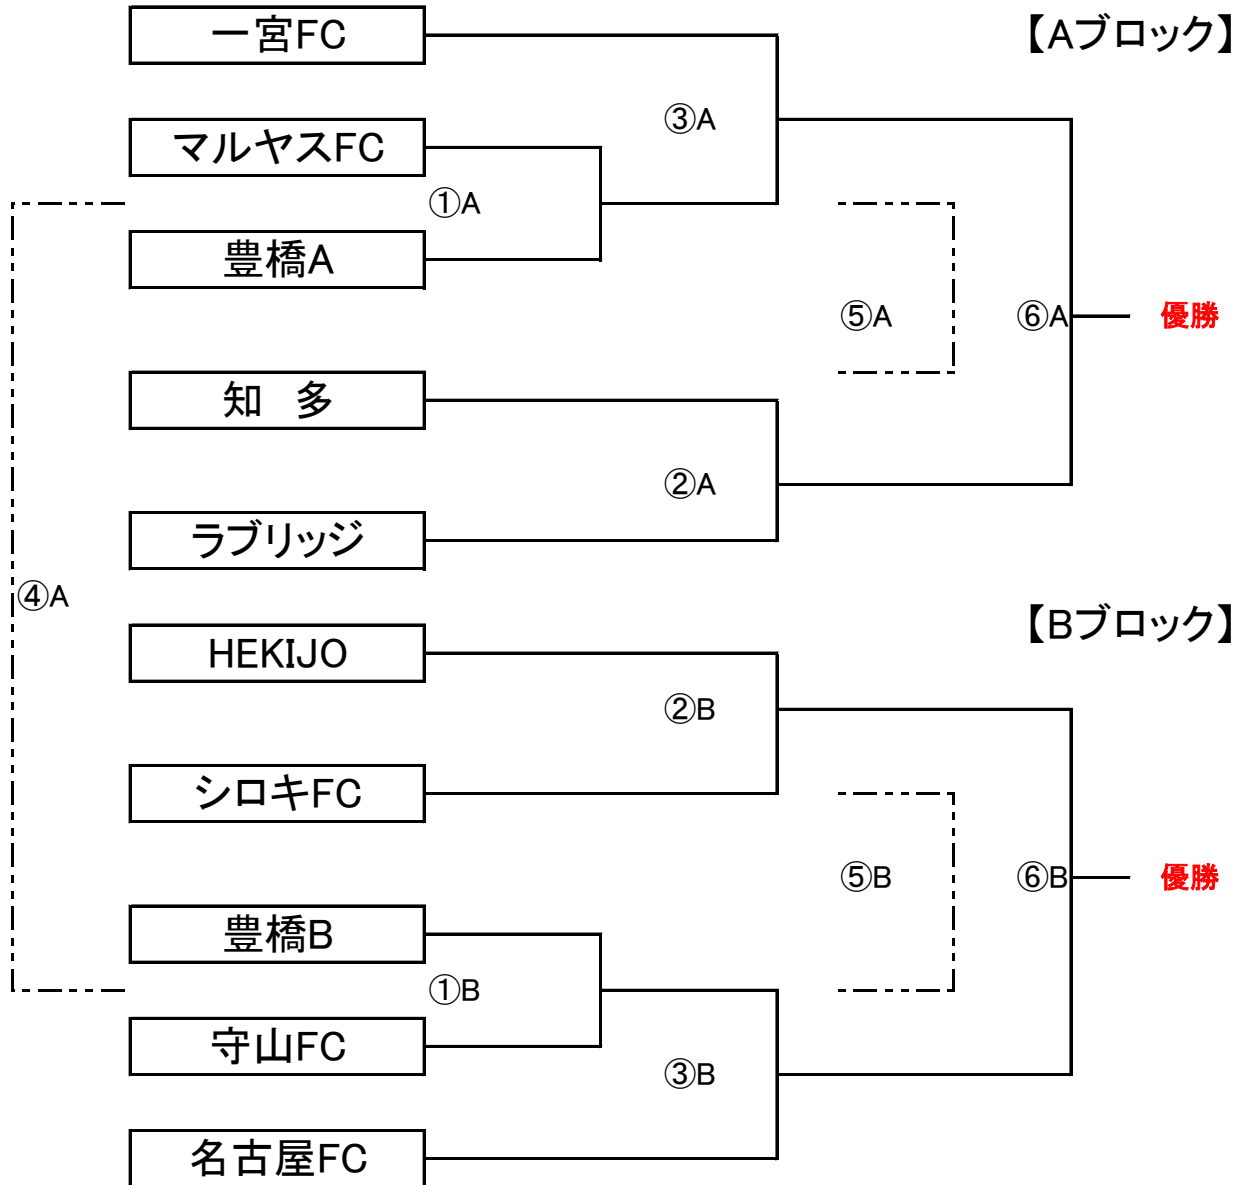 一宮FC
【Aブロック】
③A
マルヤスFC
①A
豊橋A
⑤A
⑥A
優勝
知　多
②A
ラブリッジ
④A
【Bブロック】
HEKIJO
②B
シロキFC
⑤B
⑥B
優勝
豊橋B
①B
守山FC
③B
名古屋FC